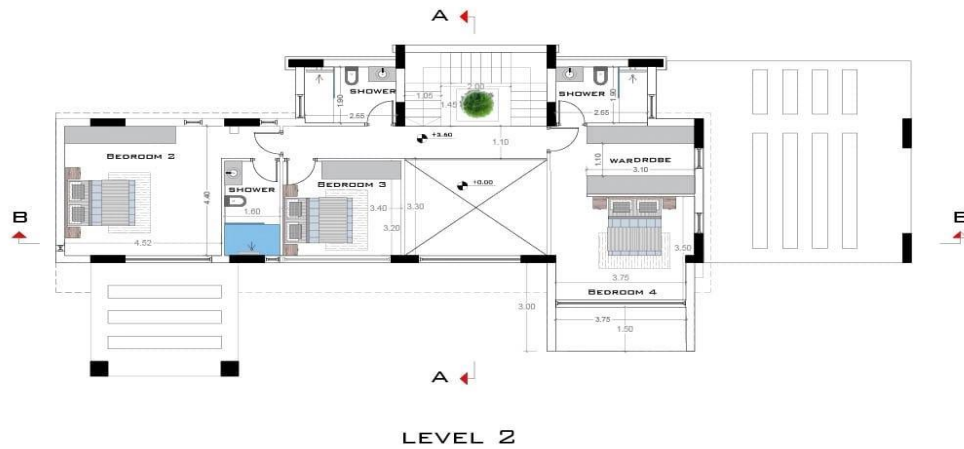 A
SHOWER
1.90
2.55
1.05
2.00
1.45
SHOWER
1.90
2.55
+3.60
1.10
BEDROOM 2
4.40
4.52
SHOWER
1.60
BEDROOM 3
3.40
3.30
3.20
+0.00
WARDROBE
1.10
3.10
3.50
3.75
BEDROOM 4
3.75
1.50
3.00
B
B
A
LEVEL 2